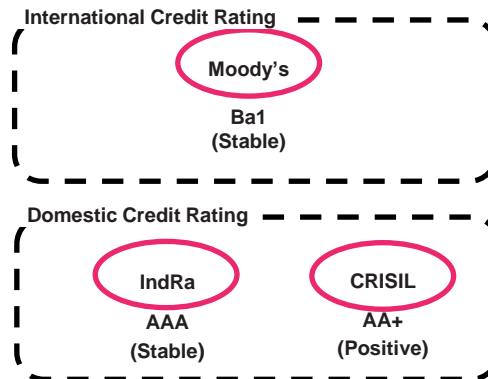 International Credit Rating
Moody's
Ba1
(Stable)
Domestic Credit Rating
IndRa
CRISIL
AAA
AA+
(Stable)
(Positive)